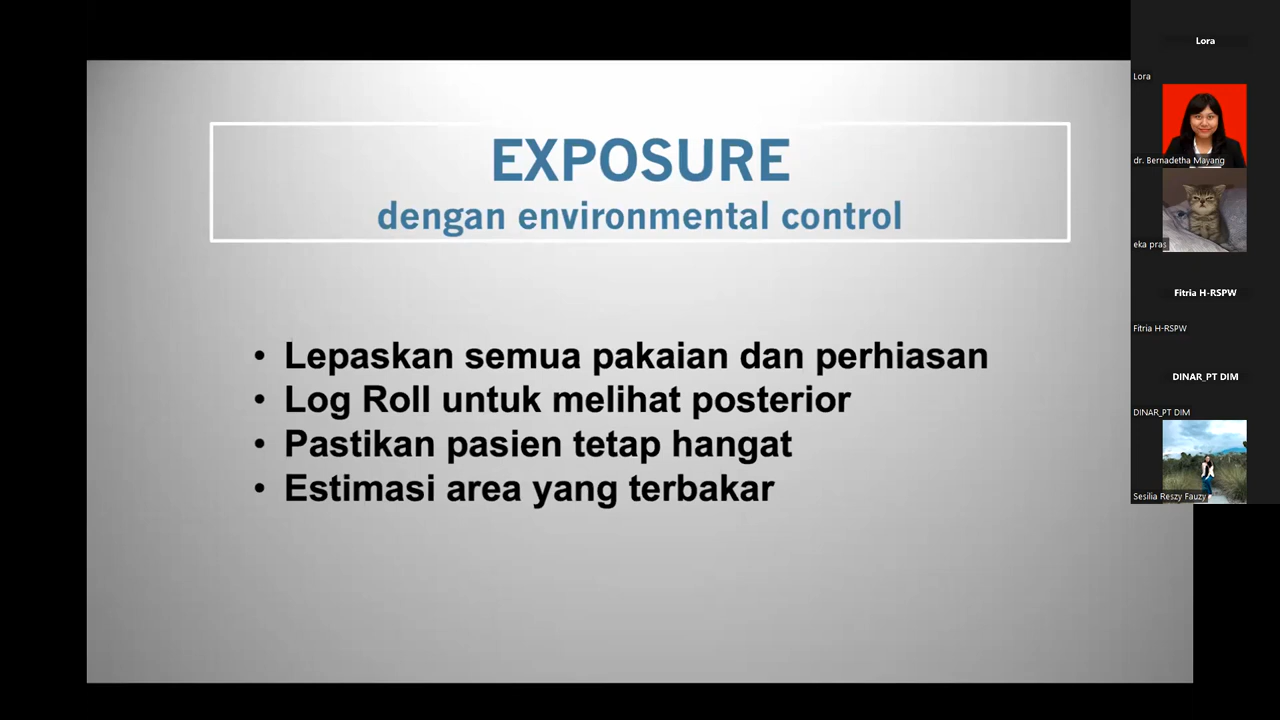 EXPOSURE
dengan environmental control
• Lepaskan semua pakaian dan perhiasan
• Log Roll untuk melihat posterior
• Pastikan pasien tetap hangat
• Estimasi area yang terbakar
Lora
Lora
dr. Bernadetha Mayang
eka pras
Fitria H-RSPW
Fitria H-RSPW
DINAR_PT DIM
DINAR_PT DIM
Sesilia Reszy Fauzy